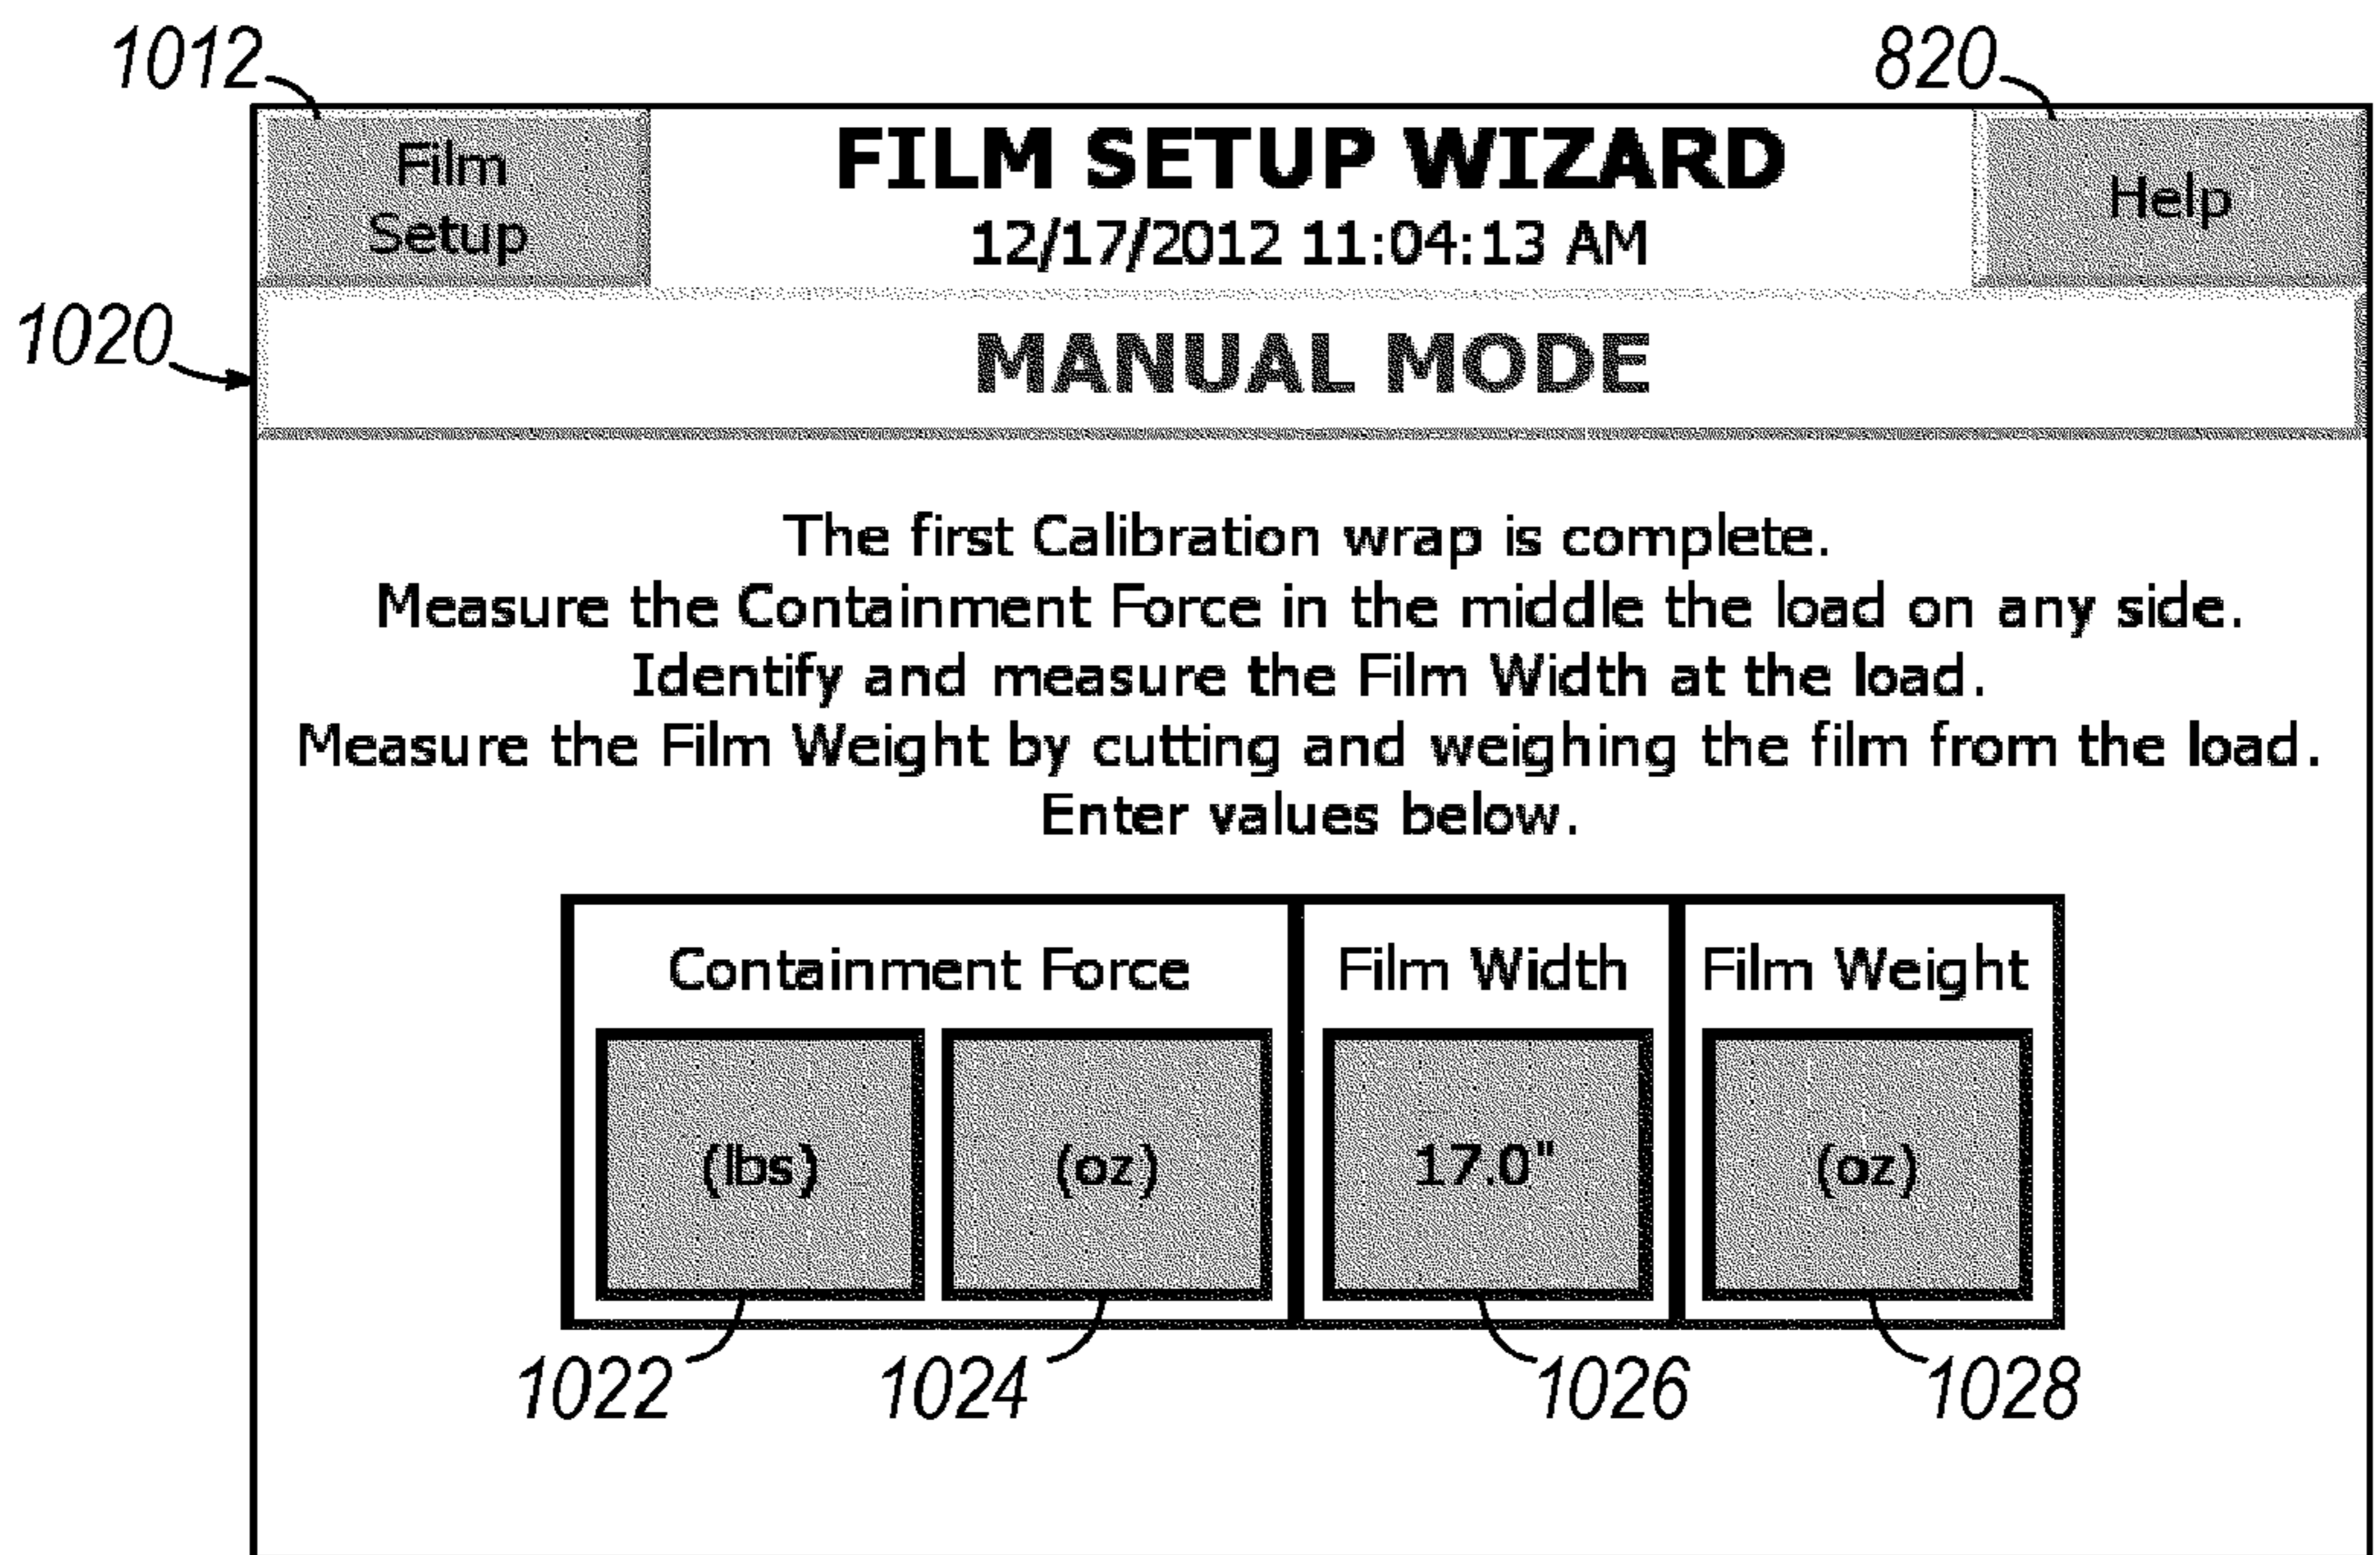 1012
820
Film
Setup
FILM SETUP WIZARD
12/17/2012 11:04:13 AM
Help
1020
MANUAL MODE
The first Calibration wrap is complete.
Measure the Containment Force in the middle the load on any side.
Identify and measure the Film Width at the load.
Measure the Film Weight by cutting and weighing the film from the load.
Enter values below.
Containment Force
Film Width
Film Weight
(lbs)
(oz)
17.0"
(oz)
1022
1024
1026
1028